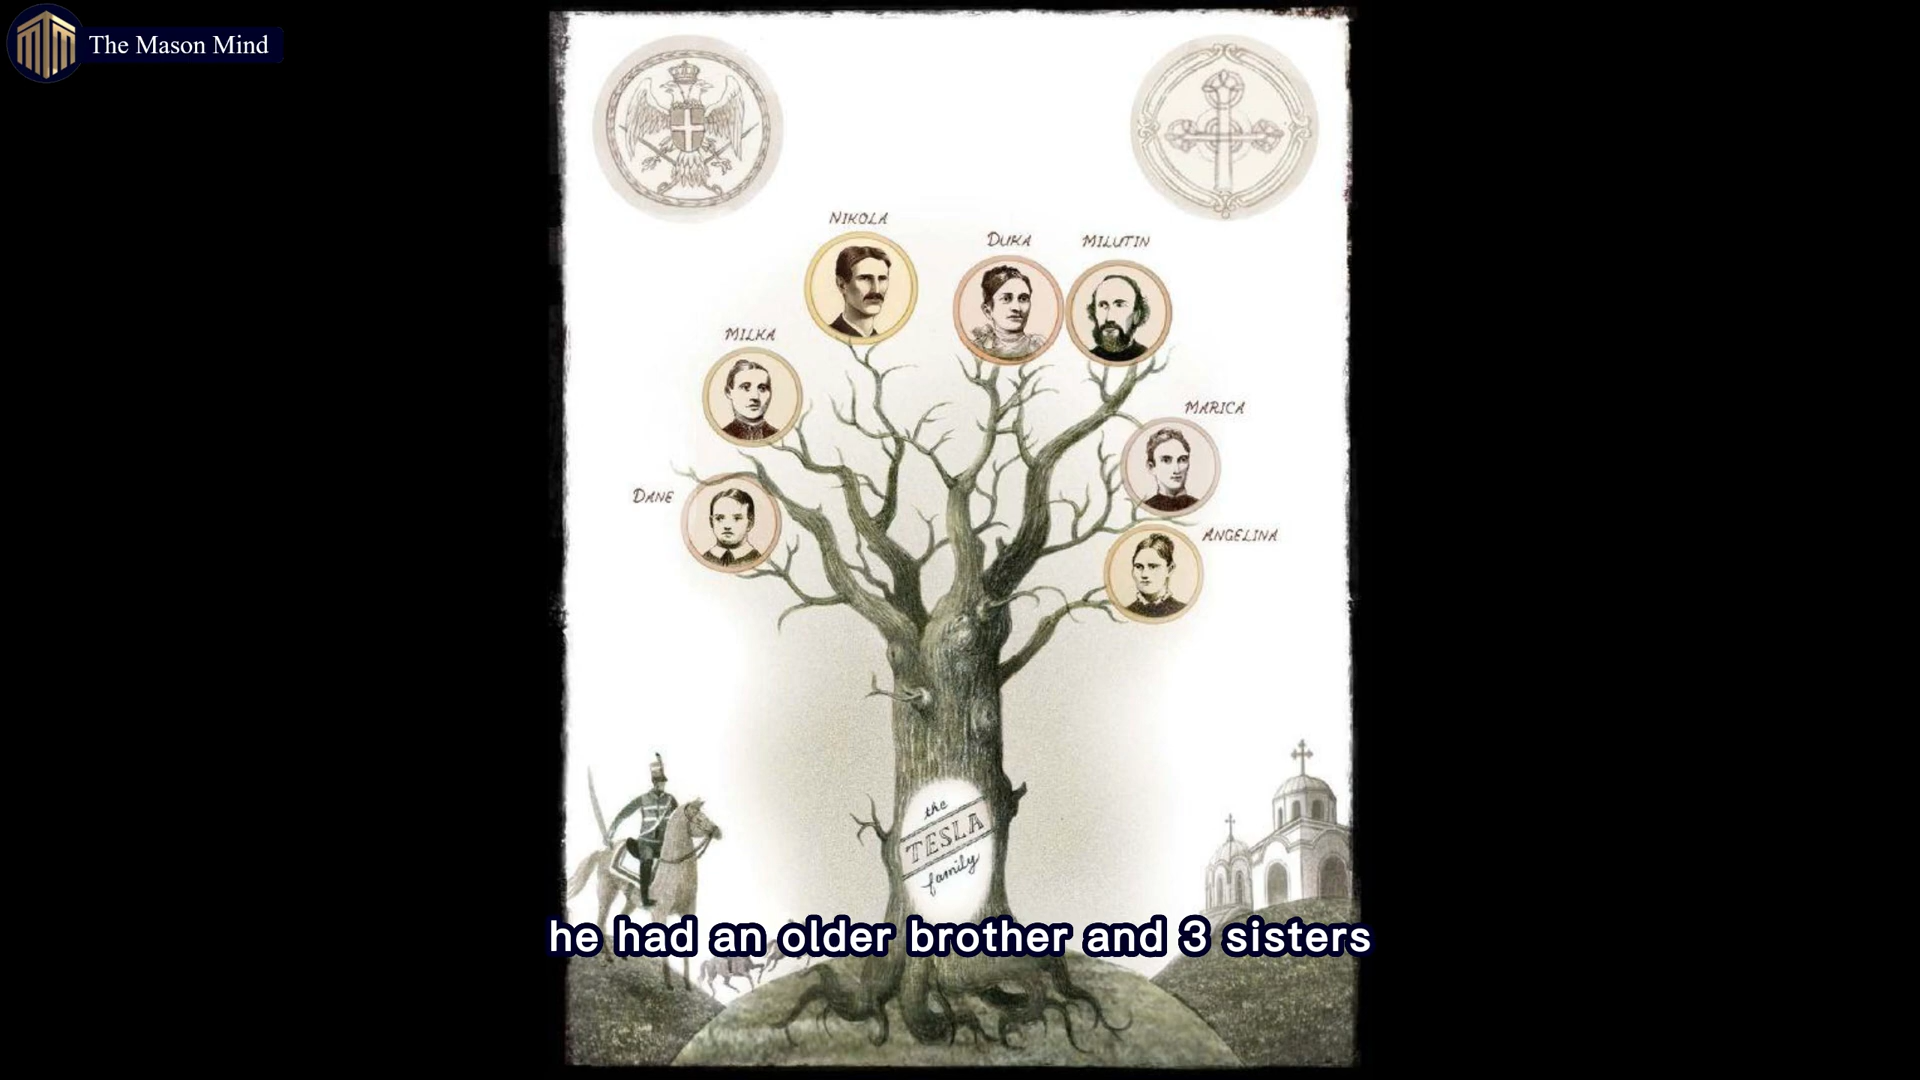 The Mason Mind
NIKOLA
DUKA
MILUTIN
MILKA
MARICA
DANE
ANGELINA
the
TESLA
family
he had an older brother and 3 sisters